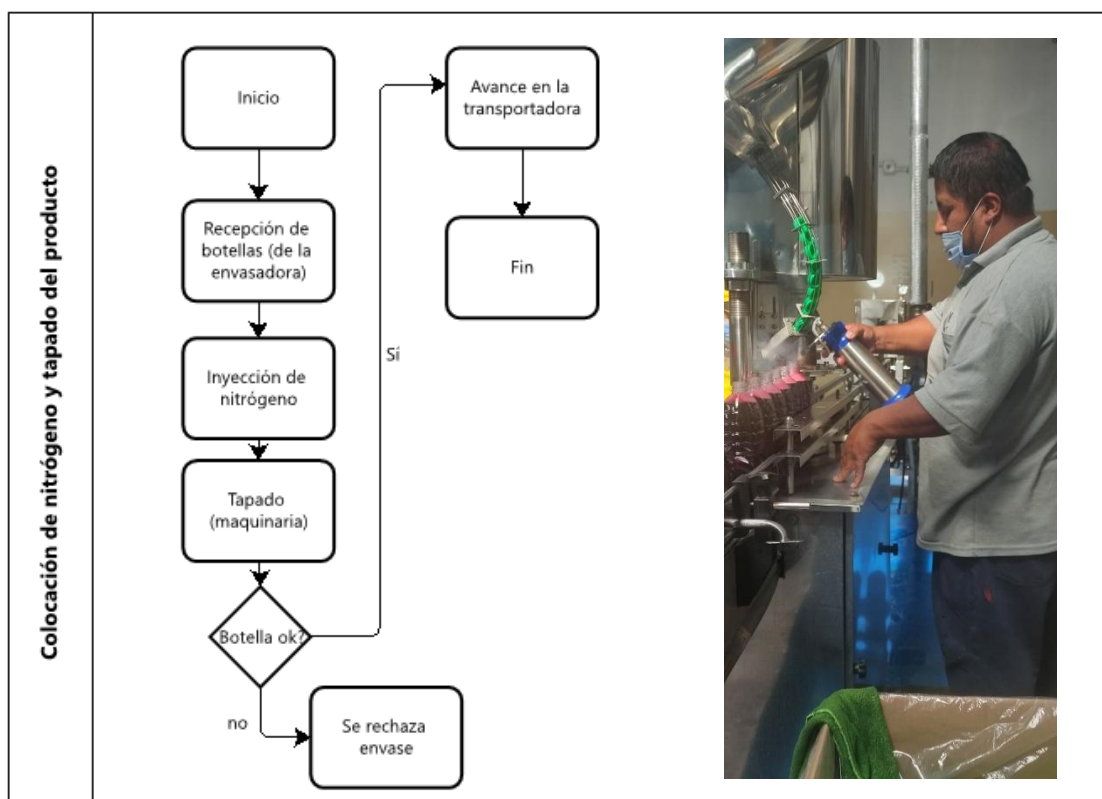 Colocación de nitrógeno y tapado del producto
Inicio
Recepción de
botellas (de la
envasadora)
Inyección de
nitrógeno
Tapado
(maquinaria)
Botella ok?
no
Se rechaza
envase
Sí
Avance en la
transportadora
Fin